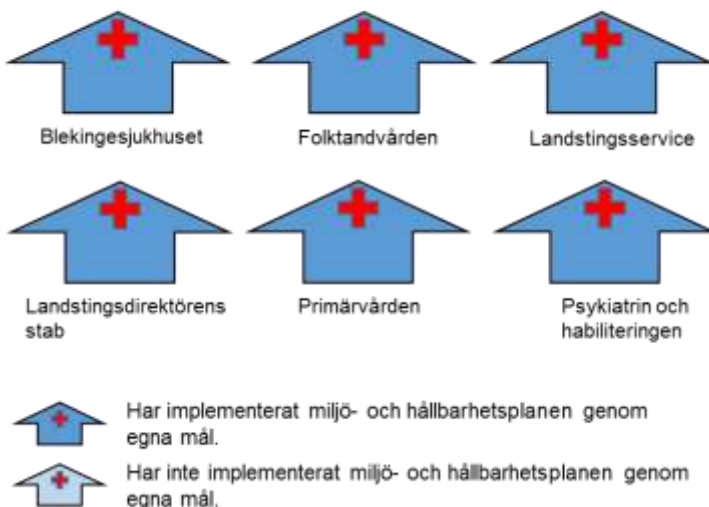 Blekingesjukhuset
Folktandvården
Landstingsservice
Landstingsdirektörens
stab
Primärvården
Psykiatrin och
habiliteringen
Har implementerat miljö- och hållbarhetsplanen genom
egna mål.
Har inte implementerat miljö- och hållbarhetsplanen genom
egna mål.